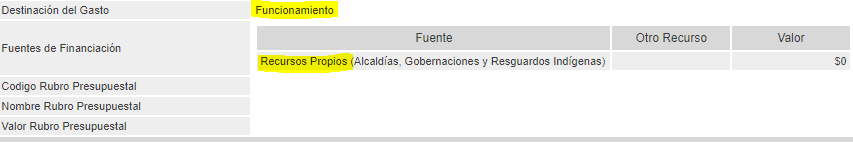 Destinación del Gasto Funcionamiento
Fuentes de Financiación
Fuente Otro Recurso Valor
Recursos Propios (Alcaldías, Gobernaciones y Resguardos Indígenas) $0
Codigo Rubro Presupuestal
Nombre Rubro Presupuestal
Valor Rubro Presupuestal